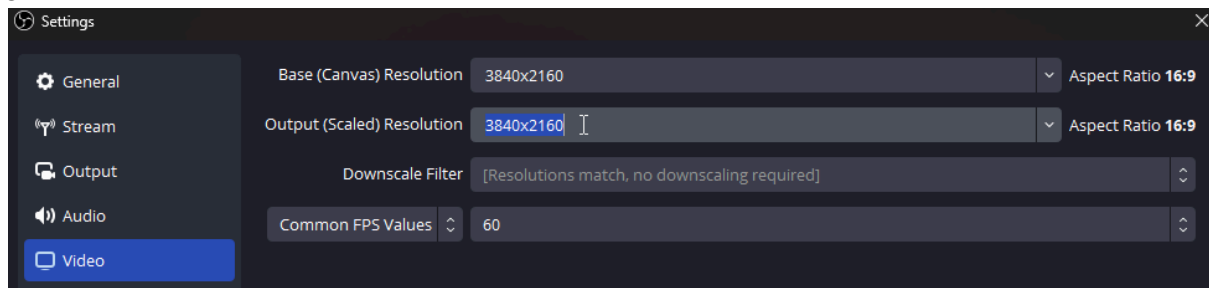 Settings
General
Stream
Output
Audio
Video
Base (Canvas) Resolution 3840x2160 Aspect Ratio 16:9
Output (Scaled) Resolution 3840x2160 Aspect Ratio 16:9
Downscale Filter [Resolutions match, no downscaling required]
Common FPS Values 60